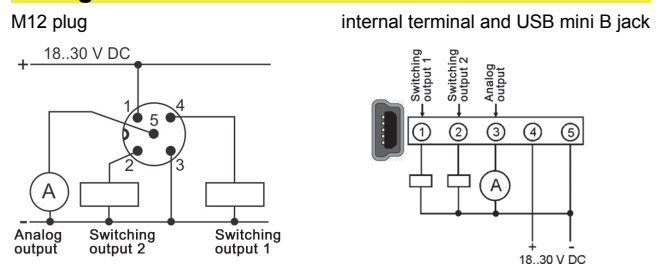 M12 plug
18..30 V DC
+
1
4
5
2
3
A
-
Analog output
Switching output 2
Switching output 1
internal terminal and USB mini B jack
Switching output 1
Switching output 2
Analog output
1 2 3 4 5
A
+ -
18..30 V DC